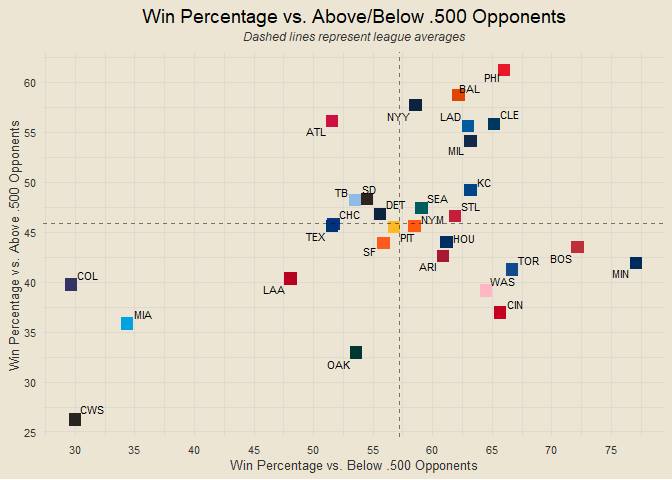 Win Percentage vs. Above/Below .500 Opponents
Dashed lines represent league averages
Win Percentage vs. Above .500 Opponents
60
55
50
45
40
35
30
25
PHI
BAL
NYY
LAD
CLE
ATL
MIL
KC
TB
SD
DET
SEA
STL
CHC
NYM
TEX
PIT
SF
HOU
ARI
BOS
TOR
MIN
COL
LAA
WAS
MIA
CIN
OAK
CWS
30
35
40
45
50
55
60
65
70
75
Win Percentage vs. Below .500 Opponents